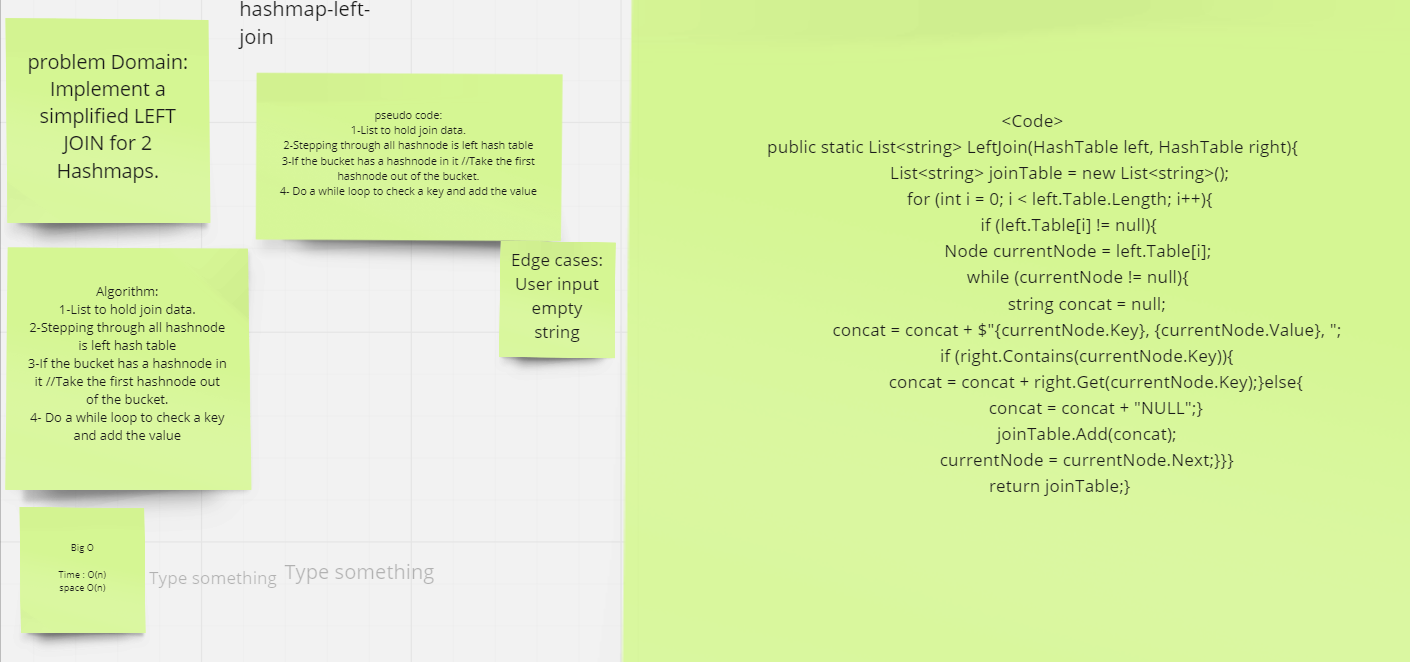 hashmap-left-
join
problem Domain:
Implement a
simplified LEFT
JOIN for 2
Hashmaps.
pseudo code:
1-List to hold join data.
2-Stepping through all hashnode is left hash table
3-If the bucket has a hashnode in it //Take the first
hashnode out of the bucket.
4- Do a while loop to check a key and add the value
Edge cases:
User input
empty
string
Algorithm:
1-List to hold join data.
2-Stepping through all hashnode
is left hash table
3-If the bucket has a hashnode in
it //Take the first hashnode out
of the bucket.
4- Do a while loop to check a key
and add the value
Big O
Time : O(n)
space O(n)
Type something
Type something
<Code>
public static List<string> LeftJoin(HashTable left, HashTable right){
List<string> joinTable = new List<string>();
for (int i = 0; i < left.Table.Length; i++){
if (left.Table[i] != null){
Node currentNode = left.Table[i];
while (currentNode != null){
string concat = null;
concat = concat + $"{currentNode.Key}, {currentNode.Value}, ";
if (right.Contains(currentNode.Key)){
concat = concat + right.Get(currentNode.Key);}else{
concat = concat + "NULL";}
joinTable.Add(concat);
currentNode = currentNode.Next;}}}
return joinTable;}